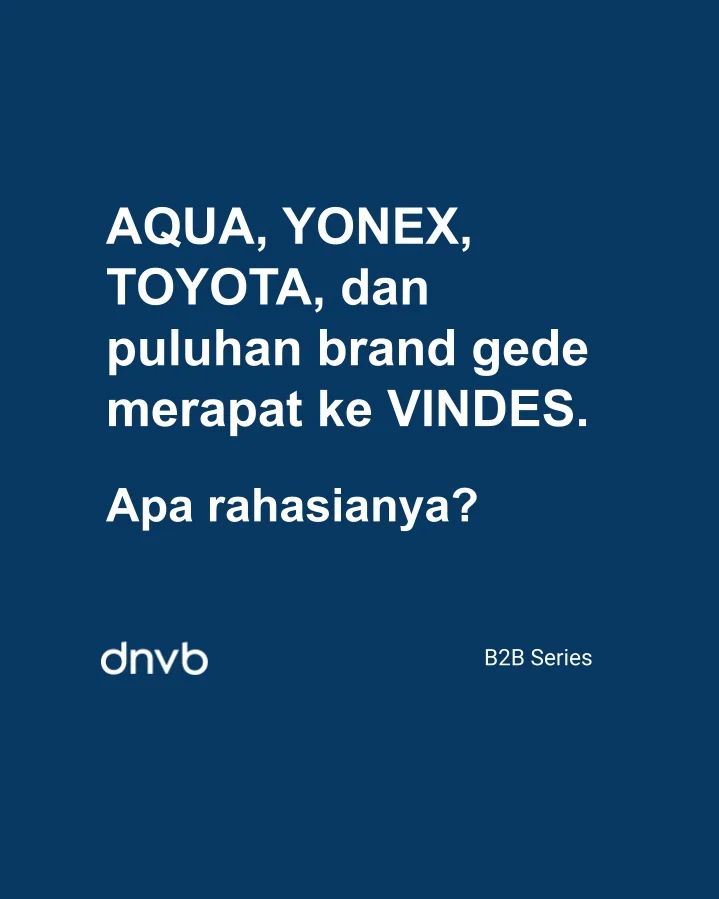 AQUA, YONEX,
TOYOTA, dan
puluhan brand gede
merapat ke VINDES.
Apa rahasianya?
dnvb
B2B Series